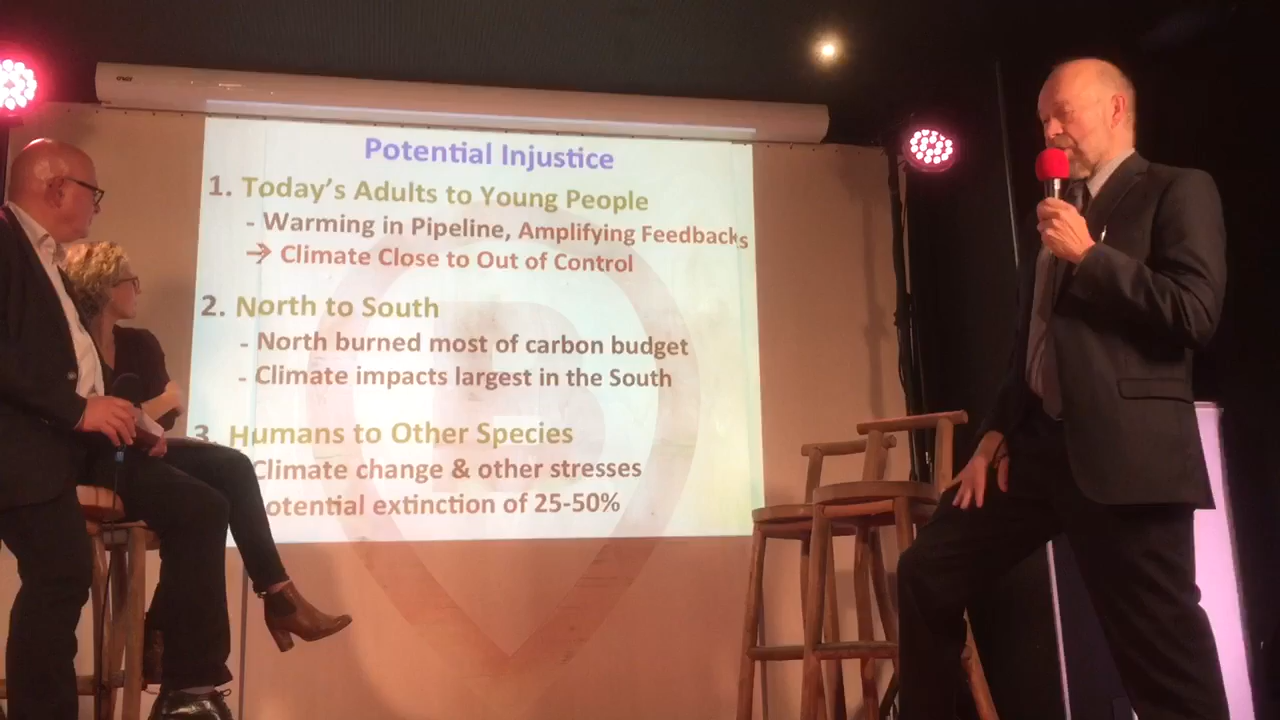 Potential Injustice
1. Today's Adults to Young People
- Warming in Pipeline, Amplifying Feedbacks
→ Climate Close to Out of Control
2. North to South
- North burned most of carbon budget
- Climate impacts largest in the South
3. Humans to Other Species
Climate change & other stresses
otential extinction of 25-50%